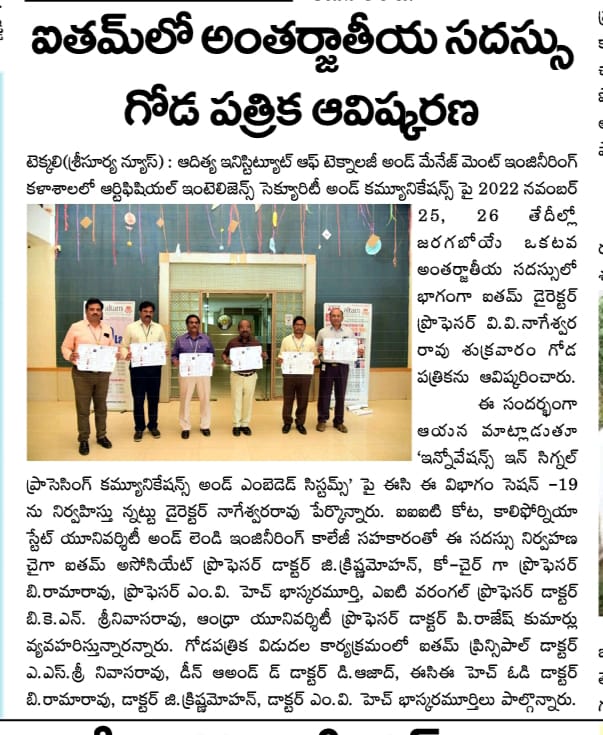 ఐతమ్‌లో అంతర్జాతీయ సదస్సు
గోడ పత్రిక ఆవిష్కరణ
టెక్కలి(శ్రీసూర్య న్యూస్) : ఆదిత్య ఇనిస్టిట్యూట్ ఆఫ్ టెక్నాలజీ అండ్ మేనేజ్ మెంట్ ఇంజినీరింగ్
కళాశాలలో ఆర్టిఫిషియల్ ఇంటెలిజెన్స్ సెక్యూరిటీ అండ్ కమ్యూనికేషన్స్ పై 2022 నవంబర్
25, 26 తేదీల్లో
జరగబోయే ఒకటవ
అంతర్జాతీయ సదస్సులో
భాగంగా ఐతమ్ డైరెక్టర్
ప్రొఫెసర్ వి.వి.నాగేశ్వర
రావు శుక్రవారం గోడ
పత్రికను ఆవిష్కరించారు.
ఈ సందర్భంగా
ఆయన మాట్లాడుతూ
'ఇన్నోవేషన్స్ ఇన్ సిగ్నల్
ప్రాసెసింగ్ కమ్యూనికేషన్స్ అండ్ ఎంబెడెడ్ సిస్టమ్స్' పై ఈసి ఈ విభాగం సెషన్ -19
ను నిర్వహిస్తు న్నట్టు డైరెక్టర్ నాగేశ్వరరావు పేర్కొన్నారు. ఐఐఐటి కోట, కాలిఫోర్నియా
స్టేట్ యూనివర్శిటీ అండ్ లెండి ఇంజినీరింగ్ కాలేజీ సహకారంతో ఈ సదస్సు నిర్వహణ
చైగా ఐతమ్ అసోసియేట్ ప్రొఫెసర్ డాక్టర్ జి.క్రిష్ణమోహన్, కో-చైర్ గా ప్రొఫెసర్
బి.రామారావు, ప్రొఫెసర్ ఎం.వి. హెచ్ భాస్కరమూర్తి, ఎఐటి వరంగల్ ప్రొఫెసర్ డాక్టర్
బి.కె.ఎన్. శ్రీనివాసరావు, ఆంధ్రా యూనివర్శిటీ ప్రొఫెసర్ డాక్టర్ పి.రాజేష్ కుమార్లు
వ్యవహరిస్తున్నారన్నారు. గోడపత్రిక విడుదల కార్యక్రమంలో ఐతమ్ ప్రిన్సిపాల్ డాక్టర్
ఎ.ఎస్.శ్రీ నివాసరావు, డీన్ ఆఅండ్ డ్ డాక్టర్ డి.ఆజాద్, ఈసిఈ హెచ్ ఓడి డాక్టర్
బి.రామారావు, డాక్టర్ జి.క్రిష్ణమోహన్, డాక్టర్ ఎం.వి. హెచ్ భాస్కరమూర్తిలు పాల్గొన్నారు.
aitam
aitam